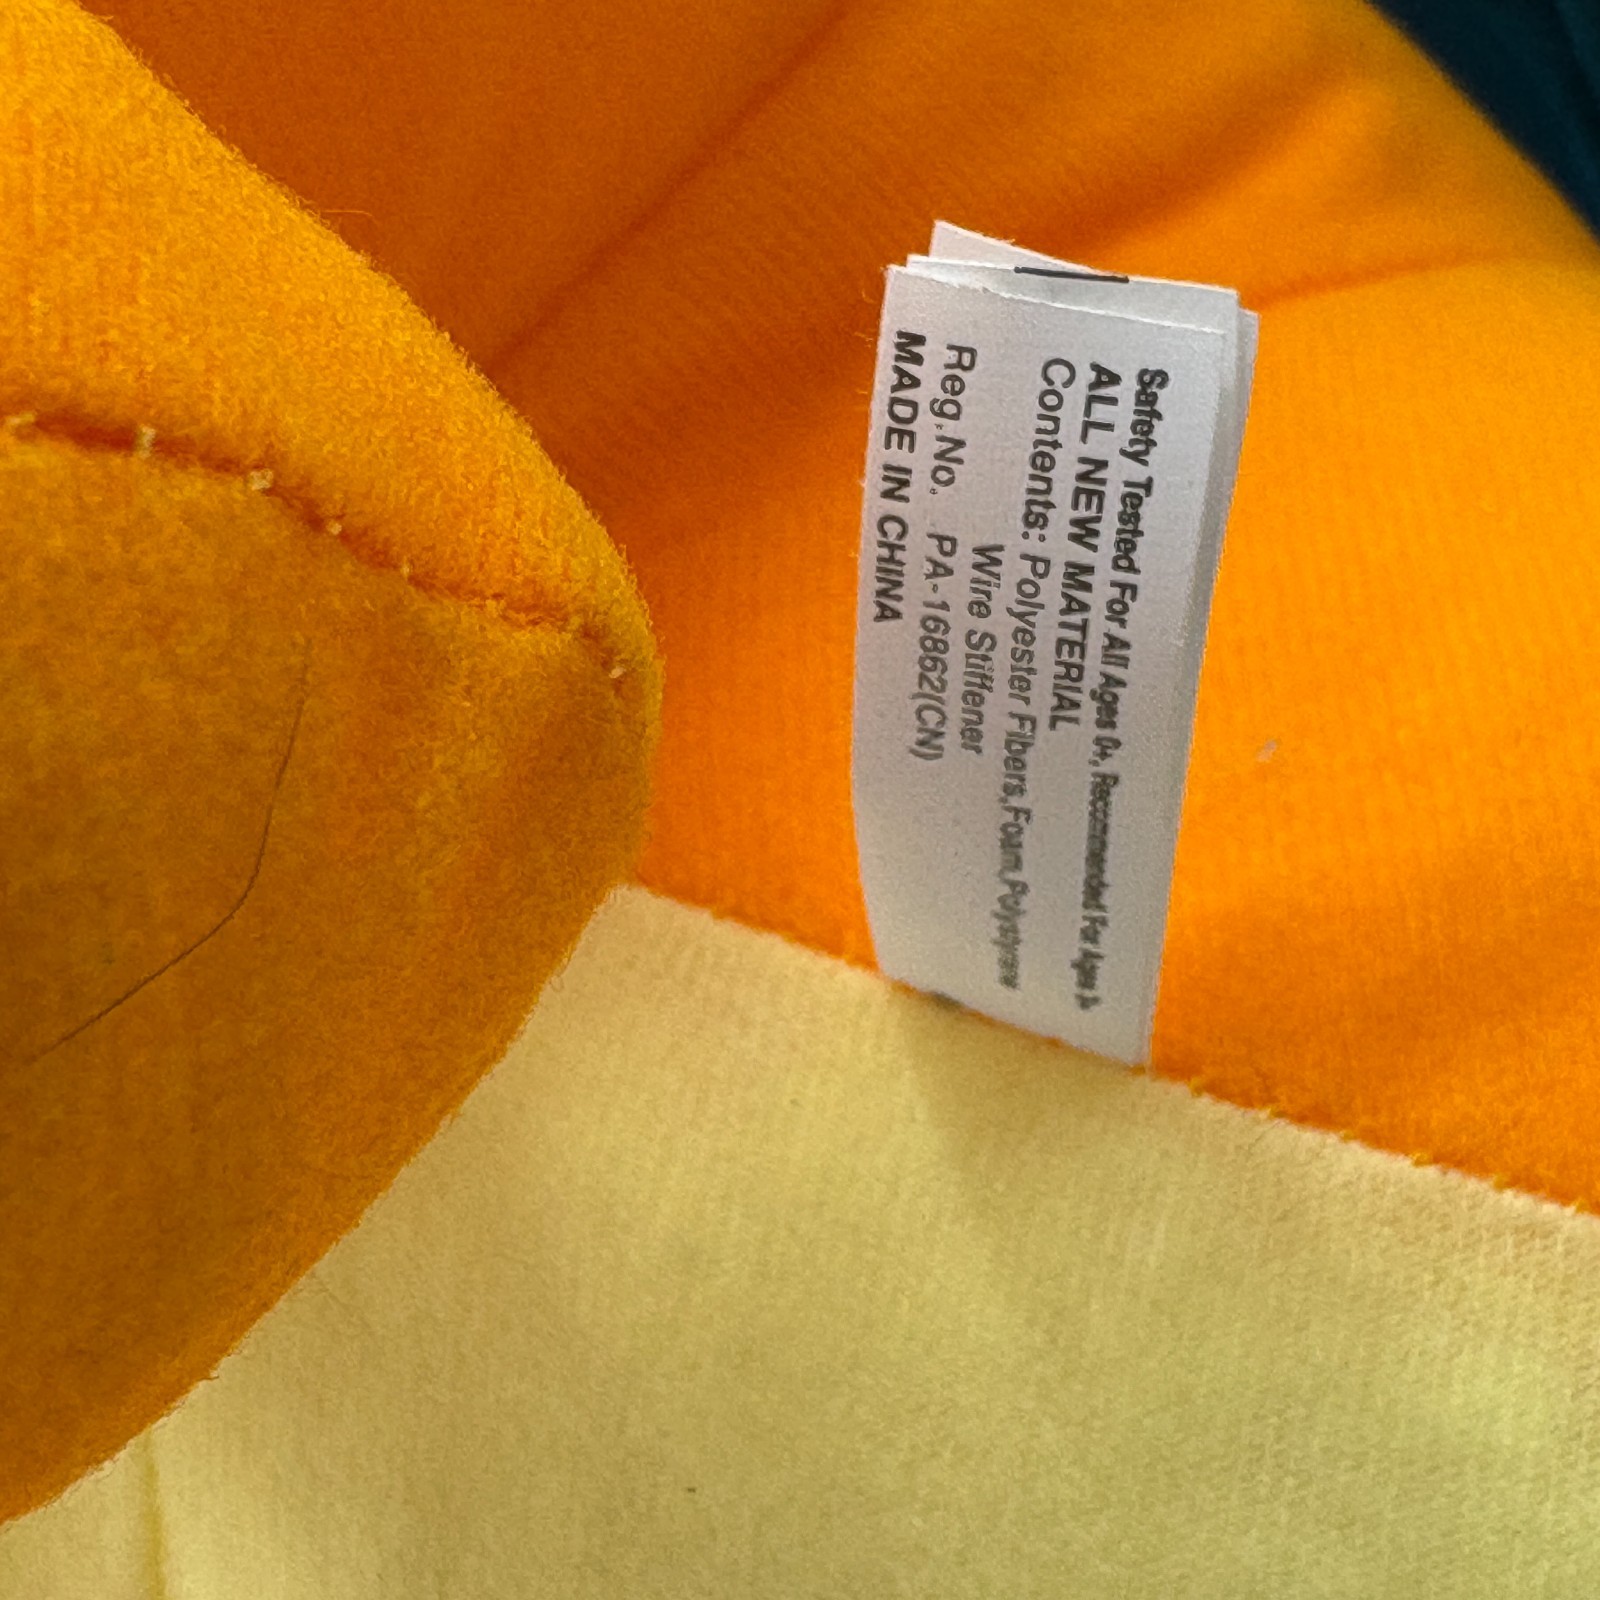 Safety Tested For All Ages 0+, Recommended For Ages 3+
ALL NEW MATERIAL
Contents: Polyester Fibers,Foam,Polystyrene
Wire Stiffener
Reg.No. PA-16862(CN)
MADE IN CHINA